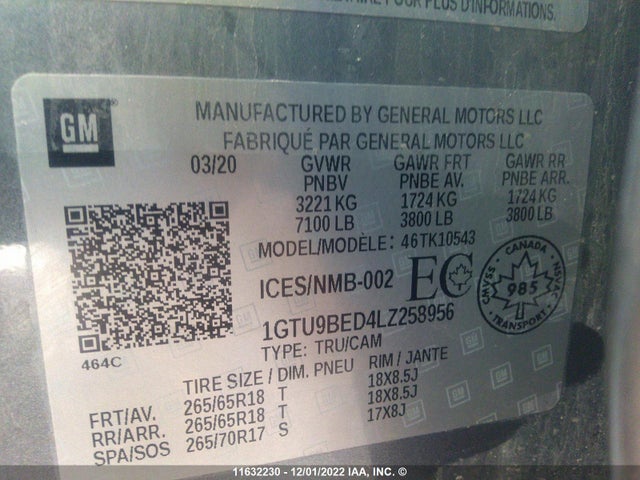 PLUS D'INFORMATIONS.
GM
MANUFACTURED BY GENERAL MOTORS LLC
FABRIQUÉ PAR GENERAL MOTORS LLC
03/20 GVWR GAWR FRT GAWR RR
PNBV PNBE AV. PNBE ARR.
3221 KG 1724 KG 1724 KG
7100 LB 3800 LB 3800 LB
MODEL/MODÈLE: 46TK10543
ICES/NMB-002 EC
CANADA
CMVSS 985 NSVAC
TRANSPORT
1GTU9BED4LZ258956
464C
TYPE: TRU/CAM
TIRE SIZE / DIM. PNEU RIM / JANTE
FRT/AV. 265/65R18 T 18X8.5J
RR/ARR. 265/65R18 T 18X8.5J
SPA/SOS 265/70R17 S 17X8J
11632230 - 12/01/2022 IAA, INC. ©